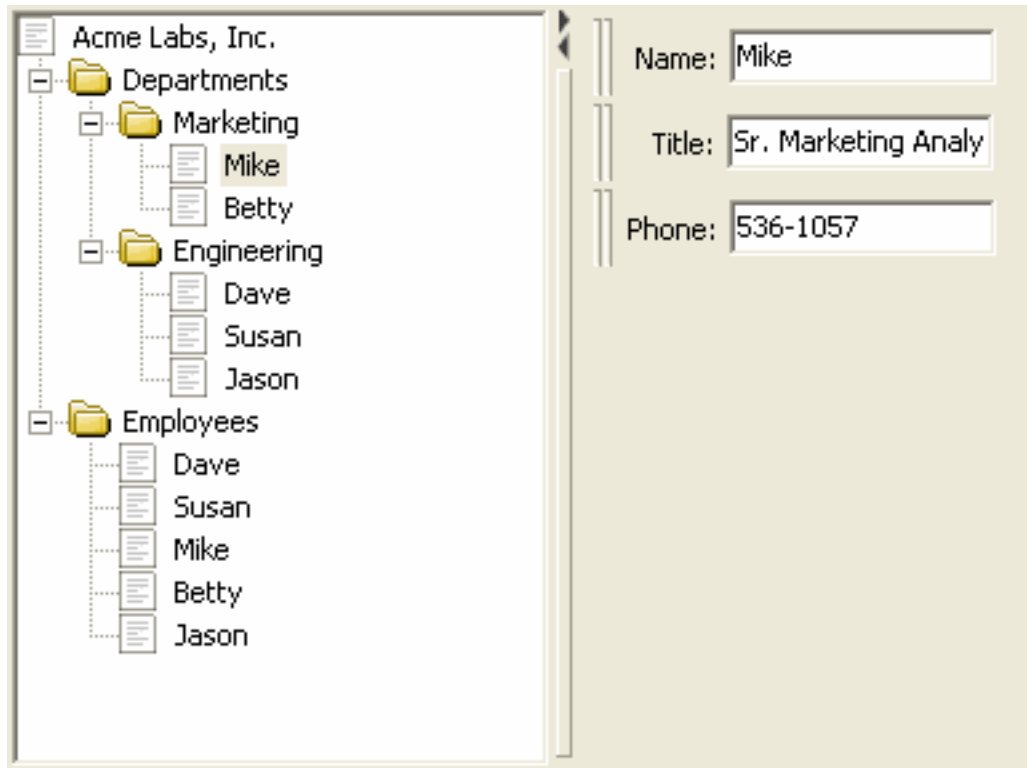 Acme Labs, Inc.
Departments
Marketing
Mike
Betty
Engineering
Dave
Susan
Jason
Employees
Dave
Susan
Mike
Betty
Jason
Name: Mike
Title: Sr. Marketing Analy
Phone: 536-1057